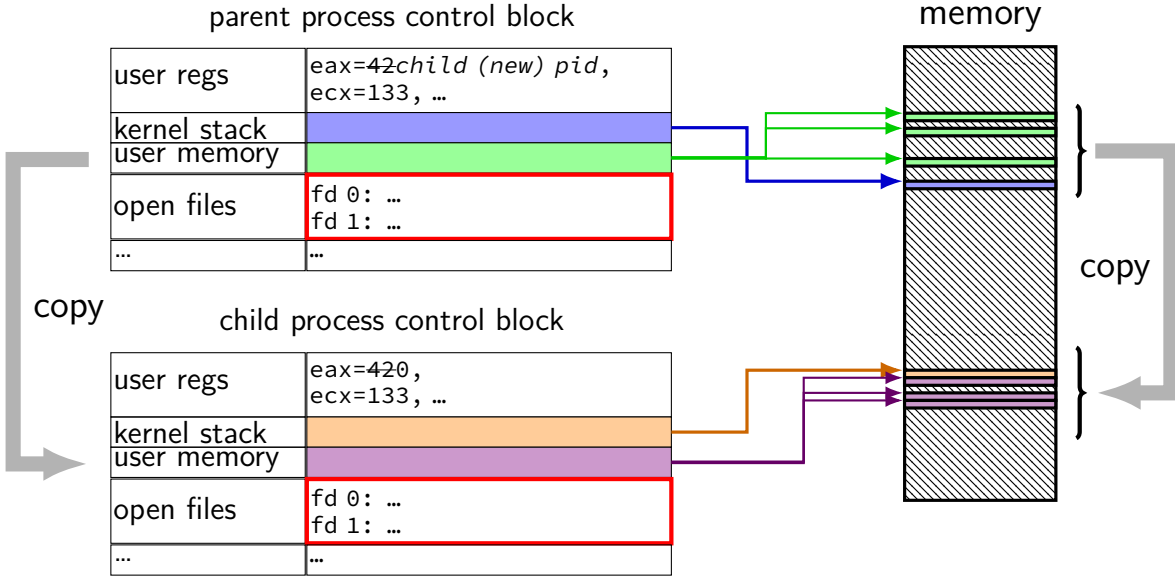 parent process control block
memory
user regs
eax=42child (new) pid,
ecx=133, …
kernel stack
user memory
open files
fd 0: …
fd 1: …
…
…
copy
copy
child process control block
user regs
eax=420,
ecx=133, …
kernel stack
user memory
open files
fd 0: …
fd 1: …
…
…